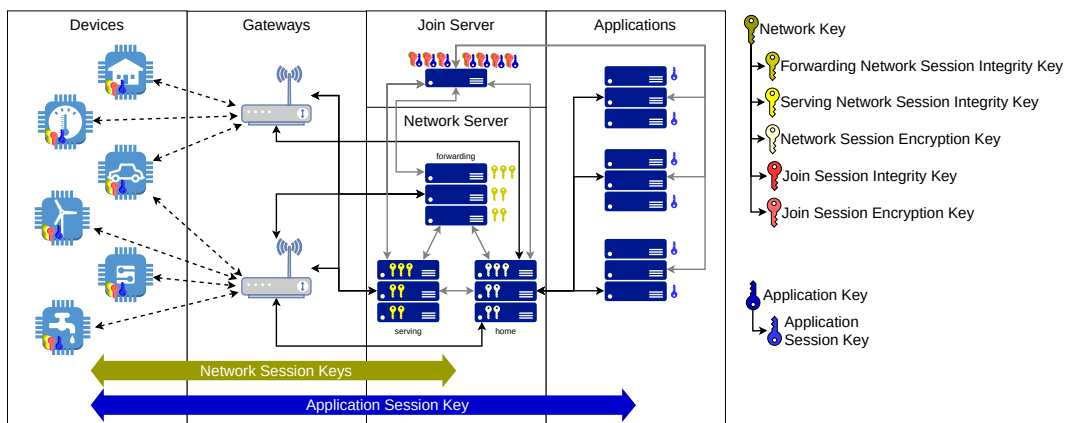 Devices
Gateways
Join Server
Applications
Network Server
forwarding
serving
home
Network Session Keys
Application Session Key
Network Key
Forwarding Network Session Integrity Key
Serving Network Session Integrity Key
Network Session Encryption Key
Join Session Integrity Key
Join Session Encryption Key
Application Key
Application
Session Key